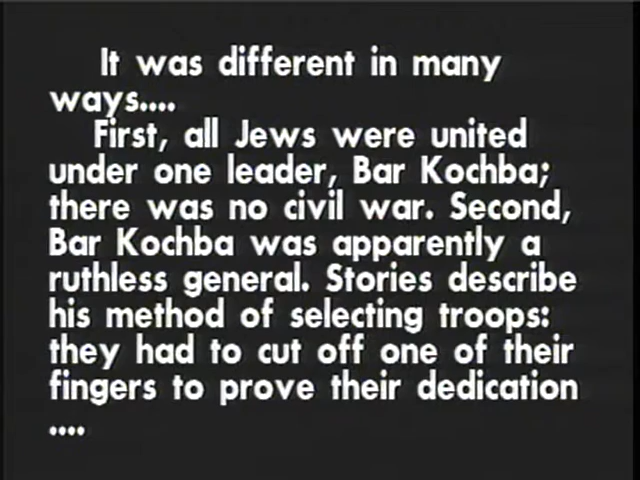 It was different in many
ways....
First, all Jews were united
under one leader, Bar Kochba;
there was no civil war. Second,
Bar Kochba was apparently a
ruthless general. Stories describe
his method of selecting troops:
they had to cut off one of their
fingers to prove their dedication
....